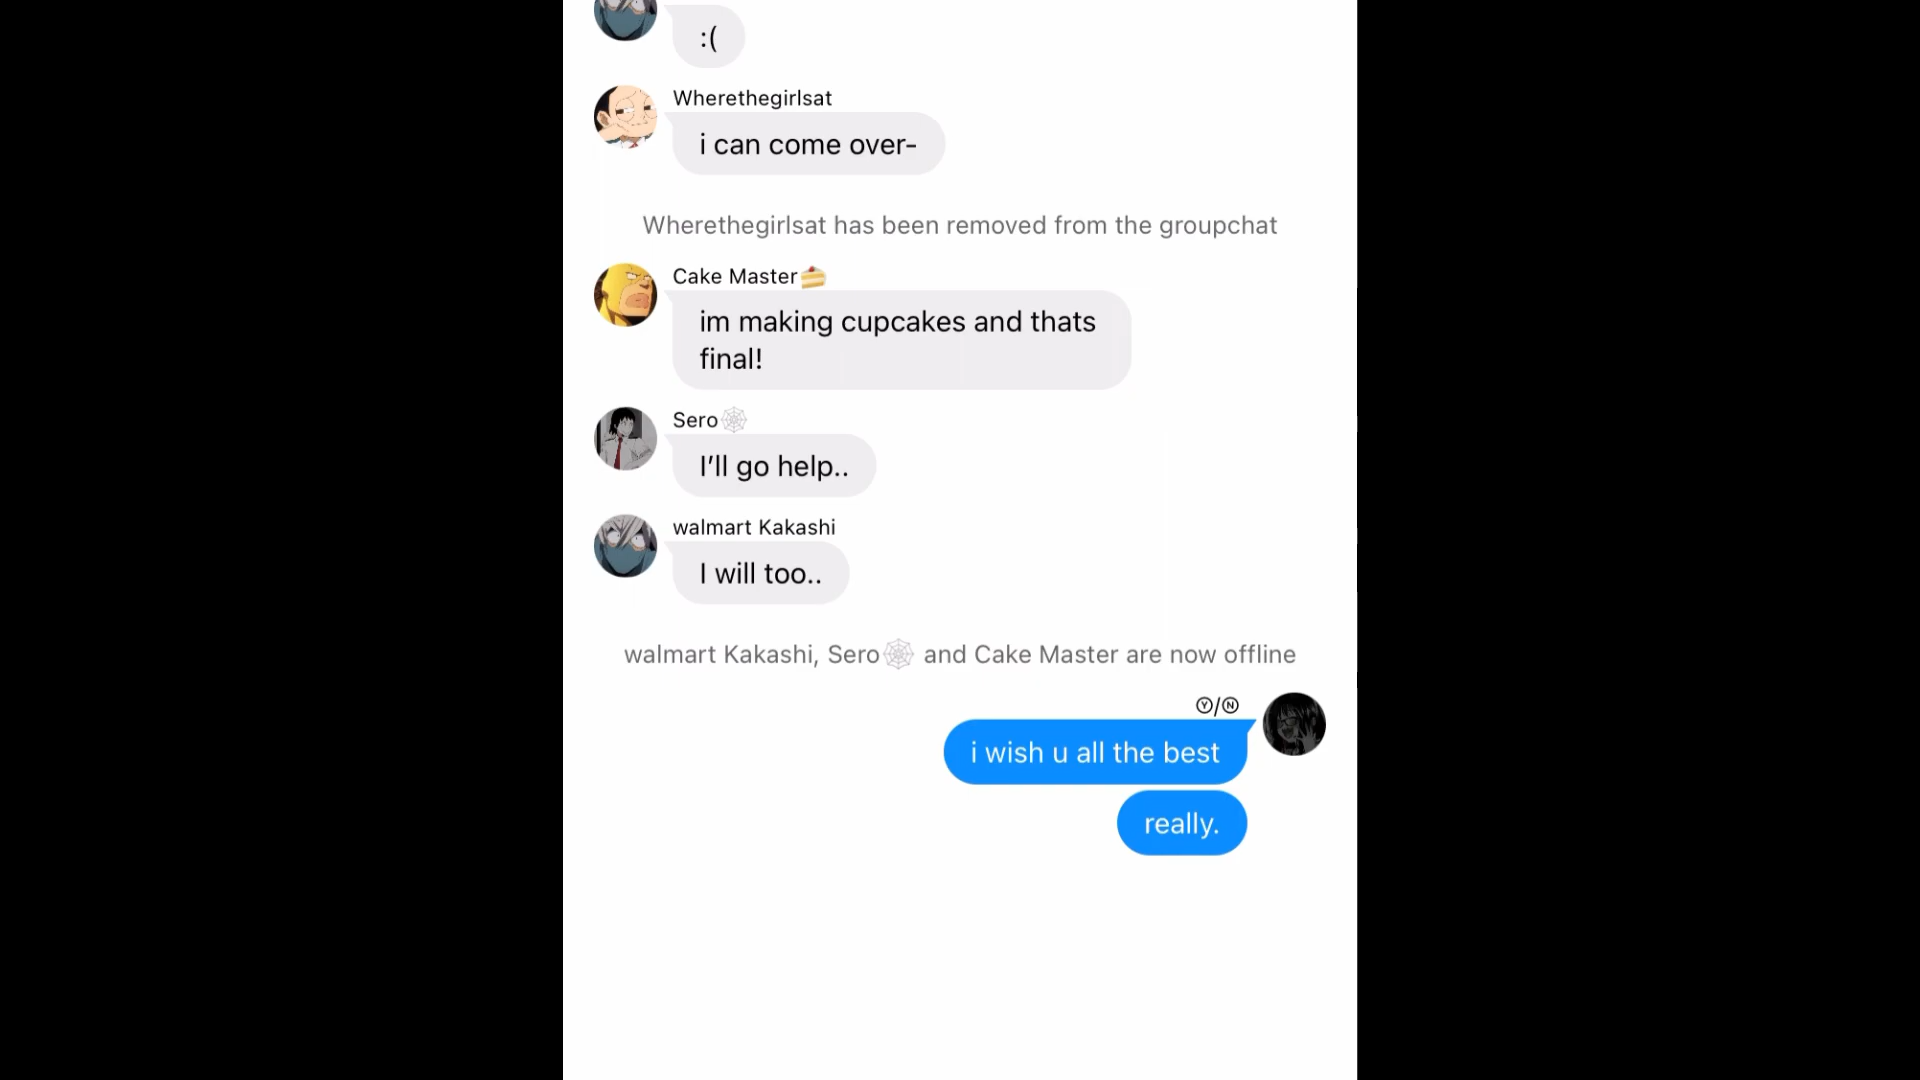 :(
Wherethegirlsat
i can come over-
Wherethegirlsat has been removed from the groupchat
Cake Master🍰
im making cupcakes and thats
final!
Sero🕸️
I’ll go help..
walmart Kakashi
I will too..
walmart Kakashi, Sero🕸️ and Cake Master are now offline
Ⓨ/Ⓝ
i wish u all the best
really.